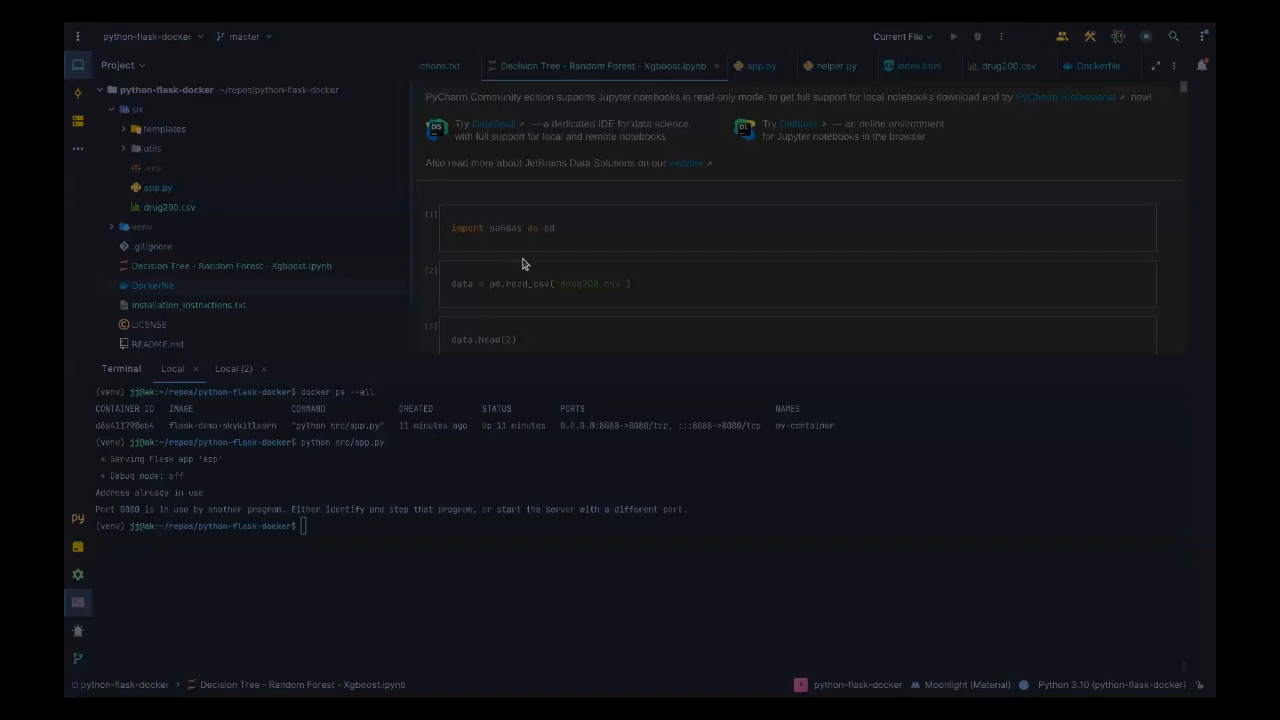 python-flask-docker
master
Current File
Project
ctions.txt
Decision Tree - Random Forest - Xgboost.ipynb
app.py
helper.py
index.html
drug200.csv
Dockerfile
python-flask-docker ~/repos/python-flask-docker
src
templates
utils
.env
app.py
drug200.csv
venv
.gitignore
Decision Tree - Random Forest - Xgboost.ipynb
Dockerfile
installation_instructions.txt
LICENSE
README.md
PyCharm Community edition supports Jupyter notebooks in read-only mode, to get full support for local notebooks download and try PyCharm Professional now!
DS
Try DataSpell — a dedicated IDE for data science,
with full support for local and remote notebooks
DL
Try Datalore — an online environment
for Jupyter notebooks in the browser
Also read more about JetBrains Data Solutions on our website
[1]
import pandas as pd
[2]
data = pd.read_csv('drug200.csv')
[3]
data.head(2)
Terminal
Local
Local (2)
(venv) jj@ak:~/repos/python-flask-docker$ docker ps --all
CONTAINER ID IMAGE COMMAND CREATED STATUS PORTS NAMES
flask-demo-skykitlearn "python src/app.py" 11 minutes ago Up 11 minutes 0.0.0.0:8080->8080/tcp, :::8080->8080/tcp my-container
(venv) jj@ak:~/repos/python-flask-docker$ python src/app.py
* Serving Flask app 'app'
* Debug mode: off
Address already in use
Port 8080 is in use by another program. Either identify and stop that program, or start the server with a different port.
(venv) jj@ak:~/repos/python-flask-docker$
py
python-flask-docker > Decision Tree - Random Forest - Xgboost.ipynb
python-flask-docker
Moonlight (Material)
Python 3.10 (python-flask-docker)